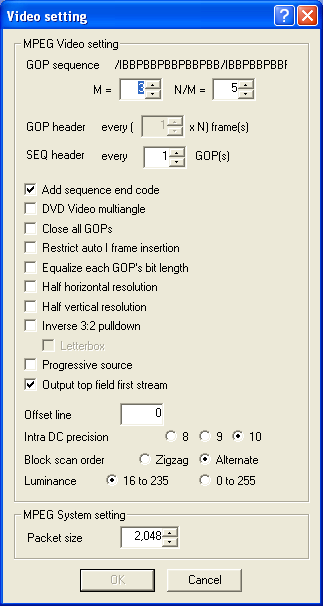 Video setting
MPEG Video setting
GOP sequence /IBBPBBPBBPBBPBB/IBBPBBPBBF
M = 3 N/M = 5
GOP header every ( 1 x N) frame(s)
SEQ header every 1 GOP(s)
Add sequence end code
DVD Video multiangle
Close all GOPs
Restrict auto I frame insertion
Equalize each GOP's bit length
Half horizontal resolution
Half vertical resolution
Inverse 3:2 pulldown
Letterbox
Progressive source
Output top field first stream
Offset line 0
Intra DC precision 8 9 10
Block scan order Zigzag Alternate
Luminance 16 to 235 0 to 255
MPEG System setting
Packet size 2,048
OK Cancel